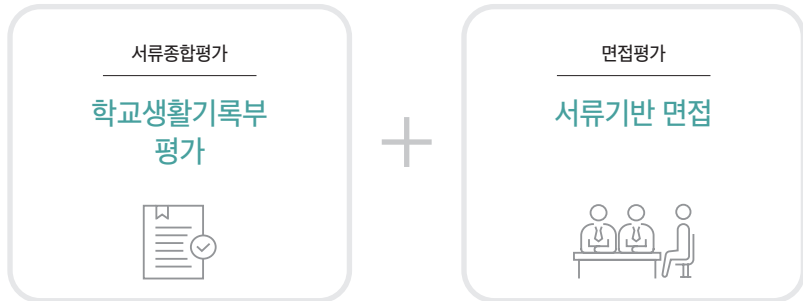 서류종합평가
학교생활기록부
평가
+
면접평가
서류기반 면접